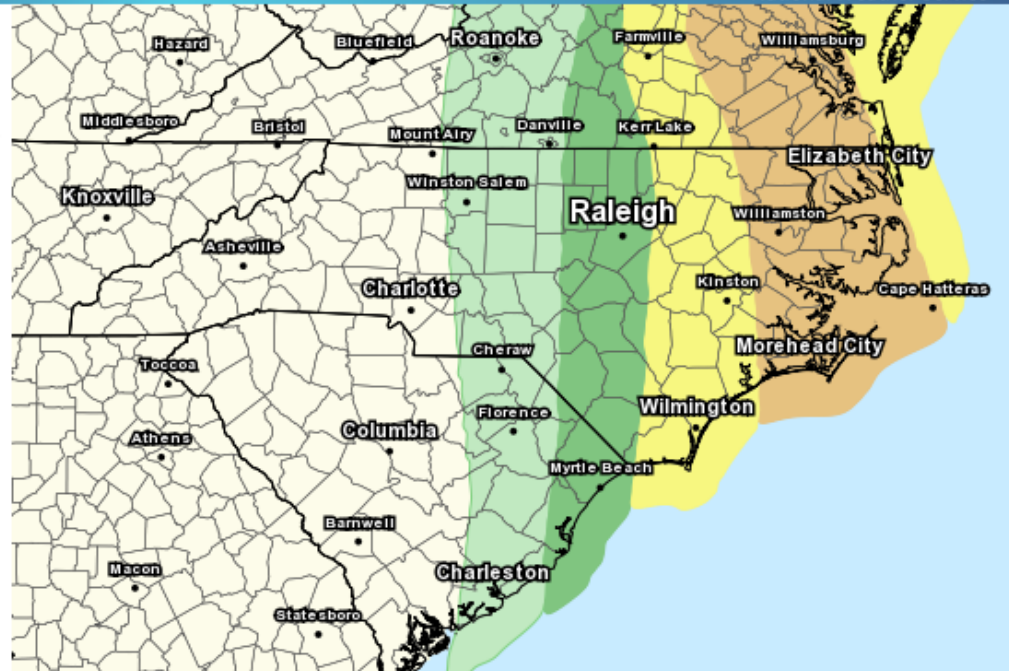 Hazard
Bluefield
Roanoke
Farmville
Williamsburg
Middlesboro
Bristol
Mount Airy
Danville
Kerr Lake
Elizabeth City
Knoxville
Winston Salem
Raleigh
Williamston
Asheville
Charlotte
Kinston
Cape Hatteras
Toccoa
Cheraw
Morehead City
Athens
Columbia
Florence
Wilmington
Myrtle Beach
Barnwell
Macon
Charleston
Statesboro